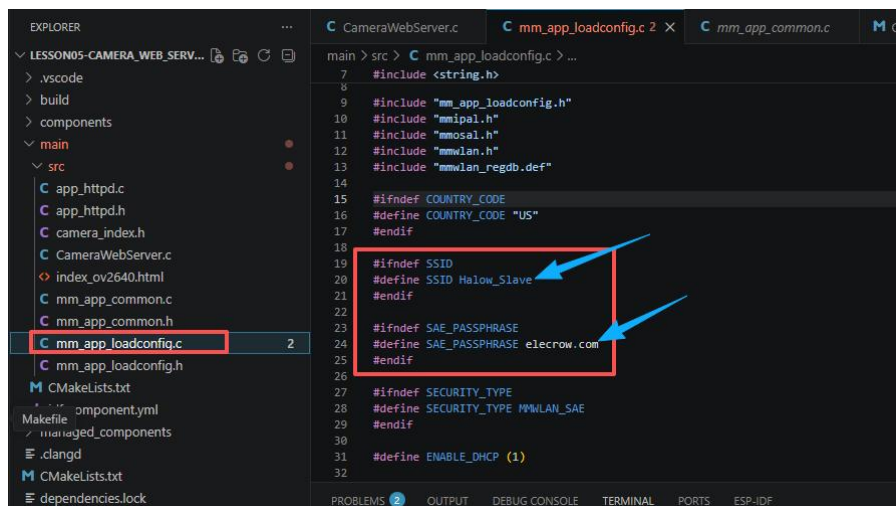 EXPLORER
LESSON05-CAMERA_WEB_SERV...
.vscode
build
components
main
src
C app_httpd.c
C app_httpd.h
C camera_index.h
C CameraWebServer.c
<> index_ov2640.html
C mm_app_common.c
C mm_app_common.h
C mm_app_loadconfig.c 2
C mm_app_loadconfig.h
M CMakeLists.txt
component.yml
Makefile
managed_components
.clangd
M CMakeLists.txt
dependencies.lock
C CameraWebServer.c C mm_app_loadconfig.c 2 C mm_app_common.c M
main > src > C mm_app_loadconfig.c > ...
7 #include <string.h>
8
9 #include "mm_app_loadconfig.h"
10 #include "mmipal.h"
11 #include "mmosal.h"
12 #include "mmwlan.h"
13 #include "mmwlan_regdb.def"
14
15 #ifndef COUNTRY_CODE
16 #define COUNTRY_CODE "US"
17 #endif
18
19 #ifndef SSID
20 #define SSID Halow_Slave
21 #endif
22
23 #ifndef SAE_PASSPHRASE
24 #define SAE_PASSPHRASE elecrow.com
25 #endif
26
27 #ifndef SECURITY_TYPE
28 #define SECURITY_TYPE MMWLAN_SAE
29 #endif
30
31 #define ENABLE_DHCP (1)
32
PROBLEMS 2 OUTPUT DEBUG CONSOLE TERMINAL PORTS ESP-IDF